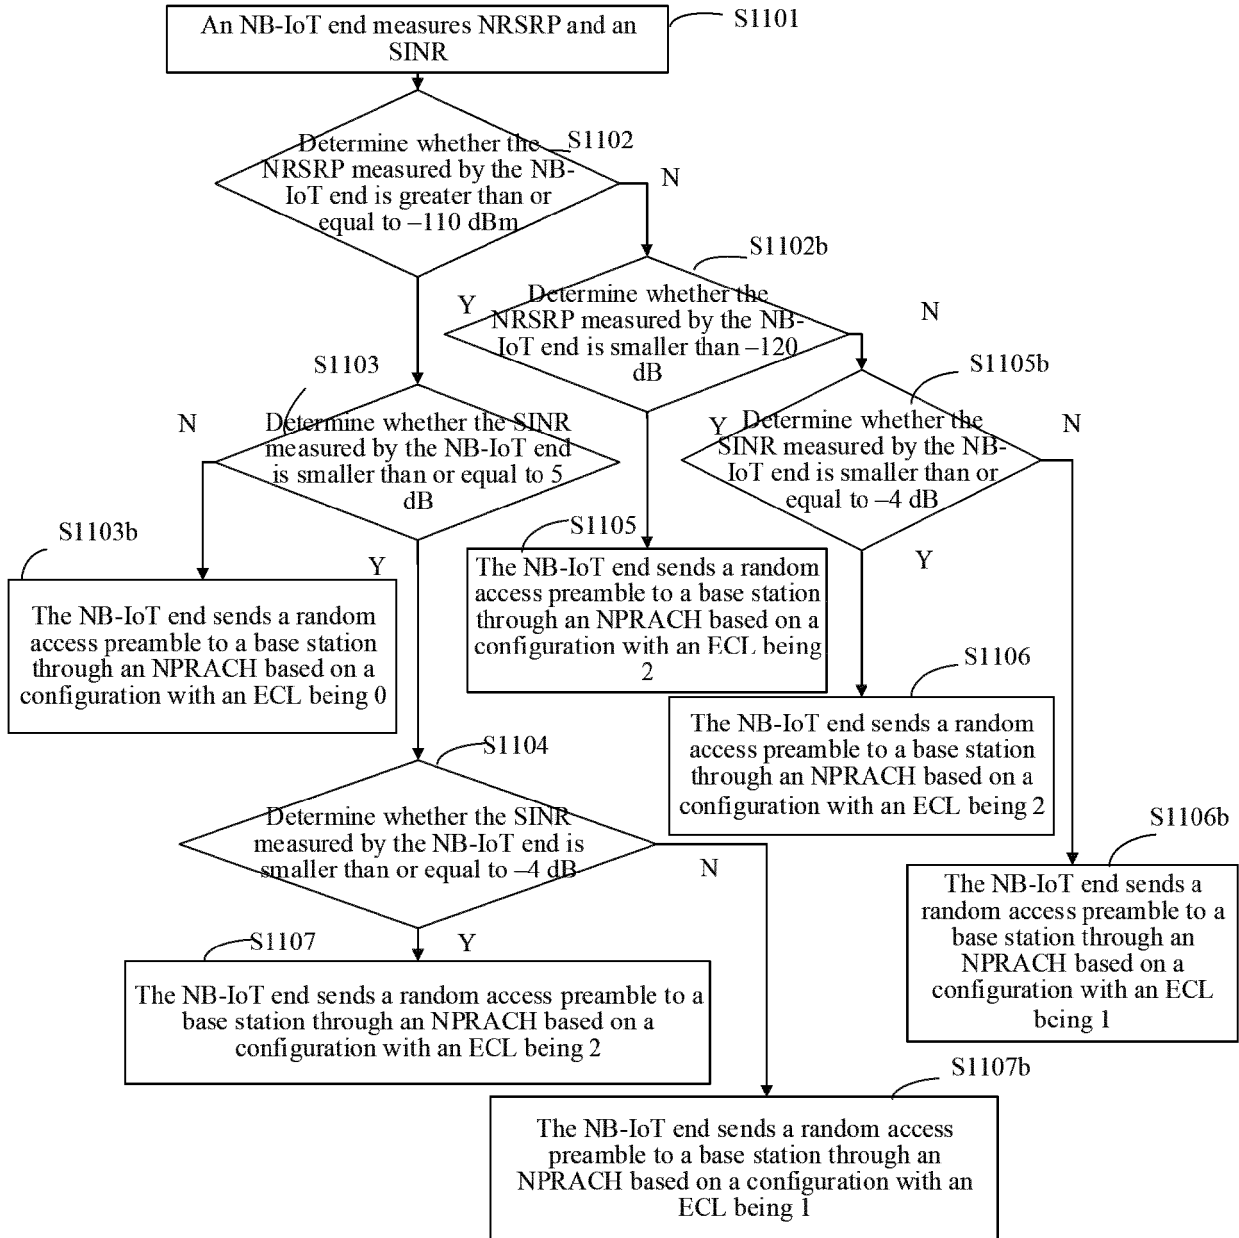 An NB-IoT end measures NRSRP and an
SINR
S1101
Determine whether the
NRSRP measured by the NB-
IoT end is greater than or
equal to –110 dBm
S1102
N
Y
Determine whether the
NRSRP measured by the NB-
IoT end is smaller than –120
dB
S1102b
N
Y
Determine whether the SINR
measured by the NB-IoT end
is smaller than or equal to 5
dB
S1103
N
Y
Determine whether the
SINR measured by the NB-
IoT end is smaller than or
equal to –4 dB
S1105b
N
Y
S1103b
The NB-IoT end sends a random
access preamble to a base station
through an NPRACH based on a
configuration with an ECL being 0
S1105
The NB-IoT end sends a random
access preamble to a base station
through an NPRACH based on a
configuration with an ECL being
2
S1106
The NB-IoT end sends a random
access preamble to a base station
through an NPRACH based on a
configuration with an ECL being 2
S1104
Determine whether the SINR
measured by the NB-IoT end is
smaller than or equal to –4 dB
N
Y
S1106b
The NB-IoT end sends a
random access preamble to a
base station through an
NPRACH based on a
configuration with an ECL
being 1
S1107
The NB-IoT end sends a random access preamble to a
base station through an NPRACH based on a
configuration with an ECL being 2
S1107b
The NB-IoT end sends a random access
preamble to a base station through an
NPRACH based on a configuration with an
ECL being 1